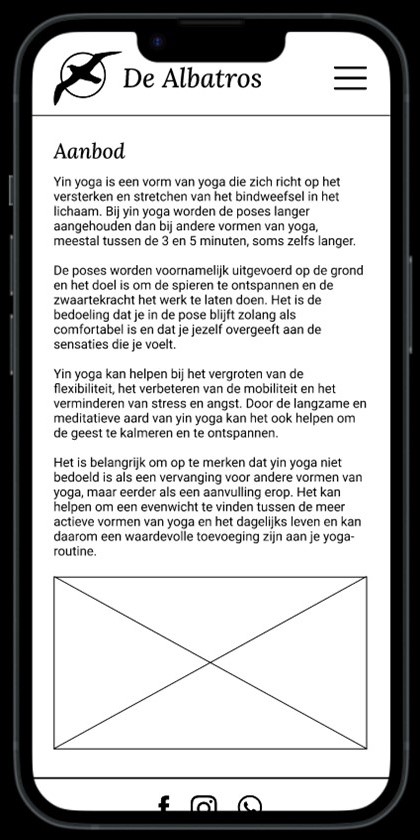 De Albatros
Aanbod
Yin yoga is een vorm van yoga die zich richt op het
versterken en stretchen van het bindweefsel in het
lichaam. Bij yin yoga worden de poses langer
aangehouden dan bij andere vormen van yoga,
meestal tussen de 3 en 5 minuten, soms zelfs langer.
De poses worden voornamelijk uitgevoerd op de grond
en het doel is om de spieren te ontspannen en de
zwaartekracht het werk te laten doen. Het is de
bedoeling dat je in de pose blijft zolang als
comfortabel is en dat je jezelf overgeeft aan de
sensaties die je voelt.
Yin yoga kan helpen bij het vergroten van de
flexibiliteit, het verbeteren van de mobiliteit en het
verminderen van stress en angst. Door de langzame en
meditatieve aard van yin yoga kan het ook helpen om
de geest te kalmeren en te ontspannen.
Het is belangrijk om op te merken dat yin yoga niet
bedoeld is als een vervanging voor andere vormen van
yoga, maar eerder als een aanvulling erop. Het kan
helpen om een evenwicht te vinden tussen de meer
actieve vormen van yoga en het dagelijks leven en kan
daarom een waardevolle toevoeging zijn aan je yoga-
routine.